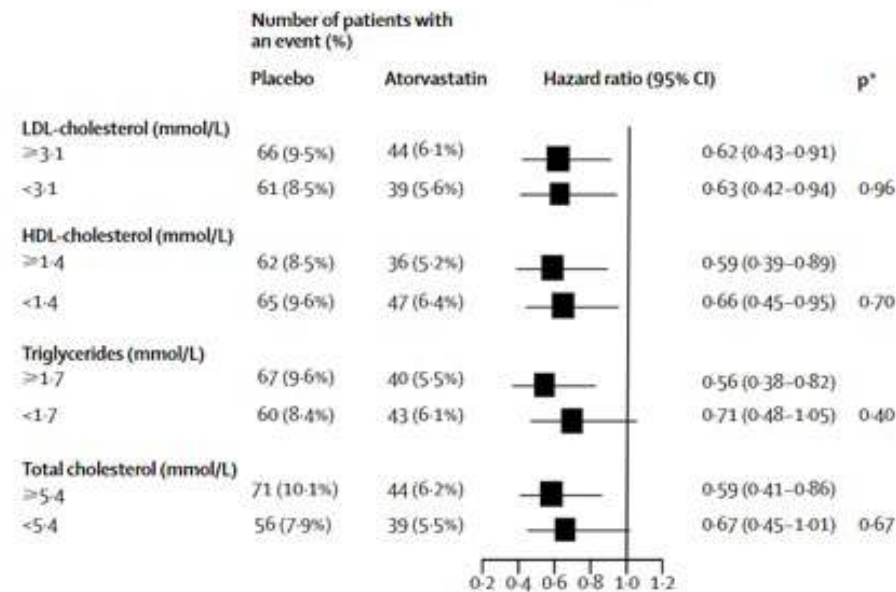 Number of patients with
an event (%)
Placebo Atorvastatin Hazard ratio (95% CI) p*
LDL-cholesterol (mmol/L)
≥3·1 66 (9·5%) 44 (6·1%) 0·62 (0·43–0·91)
<3·1 61 (8·5%) 39 (5·6%) 0·63 (0·42–0·94) 0·96
HDL-cholesterol (mmol/L)
≥1·4 62 (8·5%) 36 (5·2%) 0·59 (0·39–0·89)
<1·4 65 (9·6%) 47 (6·4%) 0·66 (0·45–0·95) 0·70
Triglycerides (mmol/L)
≥1·7 67 (9·6%) 40 (5·5%) 0·56 (0·38–0·82)
<1·7 60 (8·4%) 43 (6·1%) 0·71 (0·48–1·05) 0·40
Total cholesterol (mmol/L)
≥5·4 71 (10·1%) 44 (6·2%) 0·59 (0·41–0·86)
<5·4 56 (7·9%) 39 (5·5%) 0·67 (0·45–1·01) 0·67
0·2 0·4 0·6 0·8 1·0 1·2